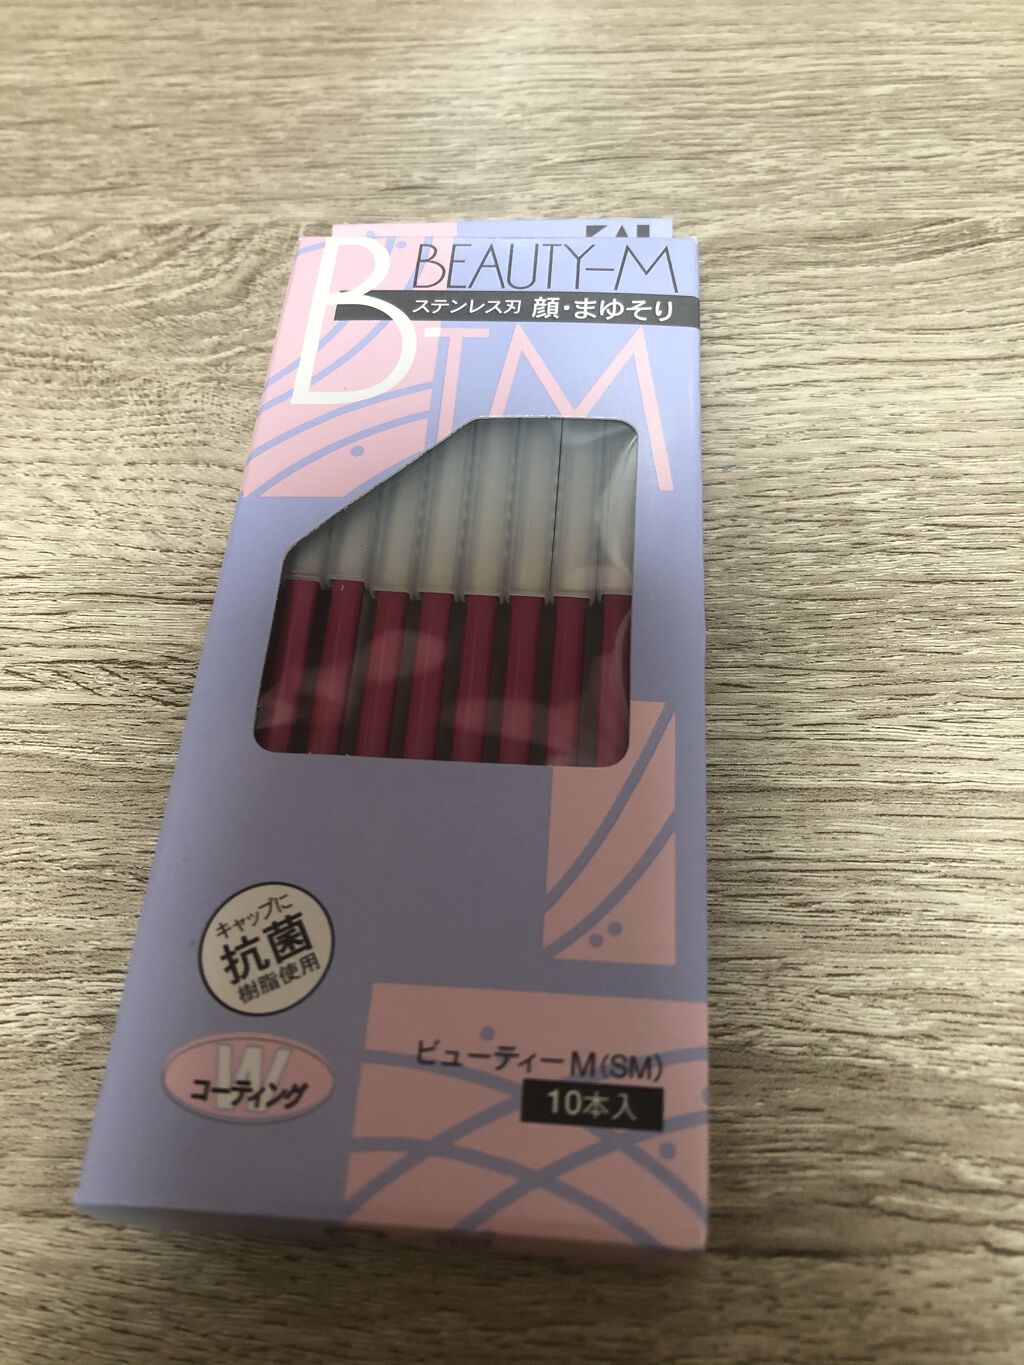 KAI
BEAUTY-M
ステンレス刃 顔・まゆそり
BTM
キャップに
抗菌
樹脂使用
W
コーティング
ビューティーM(SM)
10本入